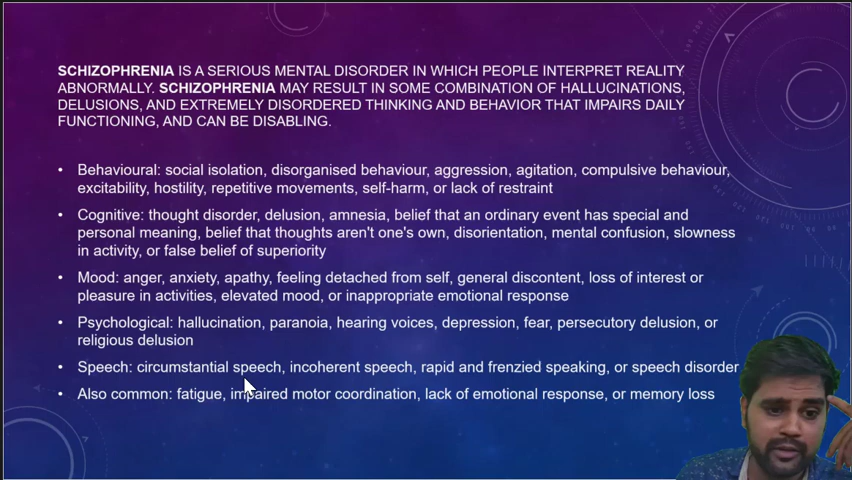 SCHIZOPHRENIA IS A SERIOUS MENTAL DISORDER IN WHICH PEOPLE INTERPRET REALITY
ABNORMALLY. SCHIZOPHRENIA MAY RESULT IN SOME COMBINATION OF HALLUCINATIONS,
DELUSIONS, AND EXTREMELY DISORDERED THINKING AND BEHAVIOR THAT IMPAIRS DAILY
FUNCTIONING, AND CAN BE DISABLING.
• Behavioural: social isolation, disorganised behaviour, aggression, agitation, compulsive behaviour,
excitability, hostility, repetitive movements, self-harm, or lack of restraint
• Cognitive: thought disorder, delusion, amnesia, belief that an ordinary event has special and
personal meaning, belief that thoughts aren't one's own, disorientation, mental confusion, slowness
in activity, or false belief of superiority
• Mood: anger, anxiety, apathy, feeling detached from self, general discontent, loss of interest or
pleasure in activities, elevated mood, or inappropriate emotional response
• Psychological: hallucination, paranoia, hearing voices, depression, fear, persecutory delusion, or
religious delusion
• Speech: circumstantial speech, incoherent speech, rapid and frenzied speaking, or speech disorder
• Also common: fatigue, impaired motor coordination, lack of emotional response, or memory loss